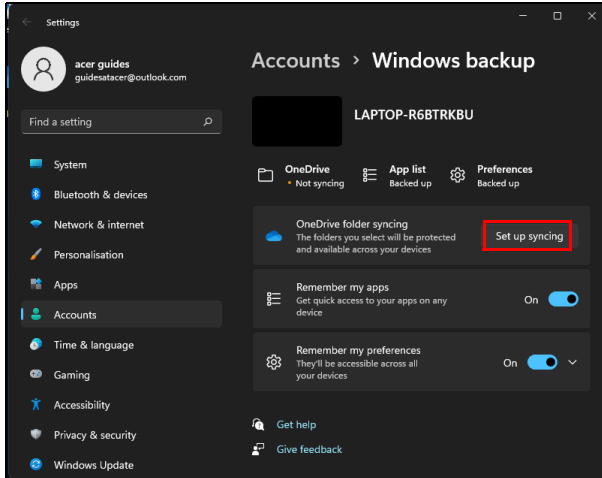 Settings
acer guides
guidesatacer@outlook.com
Find a setting
System
Bluetooth & devices
Network & internet
Personalisation
Apps
Accounts
Time & language
Gaming
Accessibility
Privacy & security
Windows Update
Accounts > Windows backup
LAPTOP-R6BTRKBU
OneDrive
• Not syncing
App list
Backed up
Preferences
Backed up
OneDrive folder syncing
The folders you select will be protected
and available across your devices
Set up syncing
Remember my apps
Get quick access to your apps on any
device
On
Remember my preferences
They'll be accessible across all
your devices
On
Get help
Give feedback